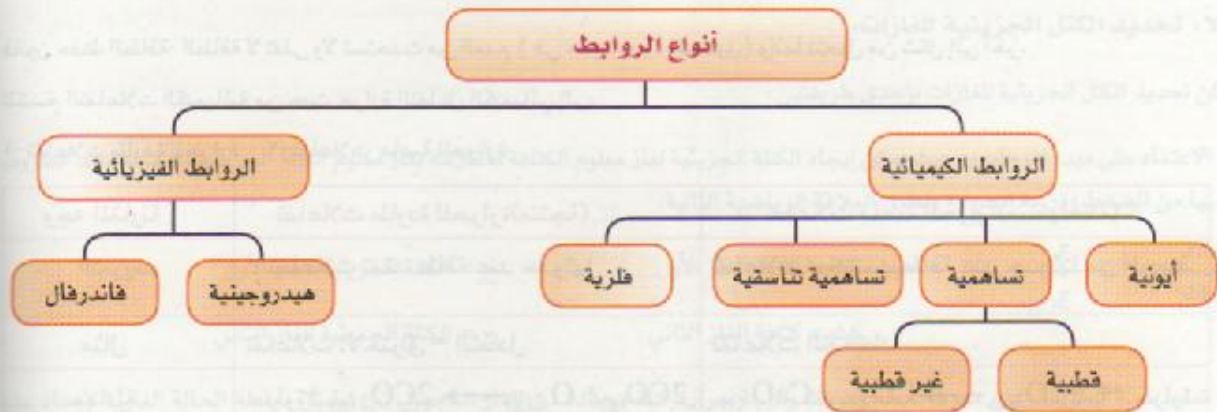 أنواع الروابط
الروابط الكيميائية
الروابط الفيزيائية
أيونية
تساهمية
تساهمية تناسقية
فلزية
هيدروجينية
فاندرفال
قطبية
غير قطبية